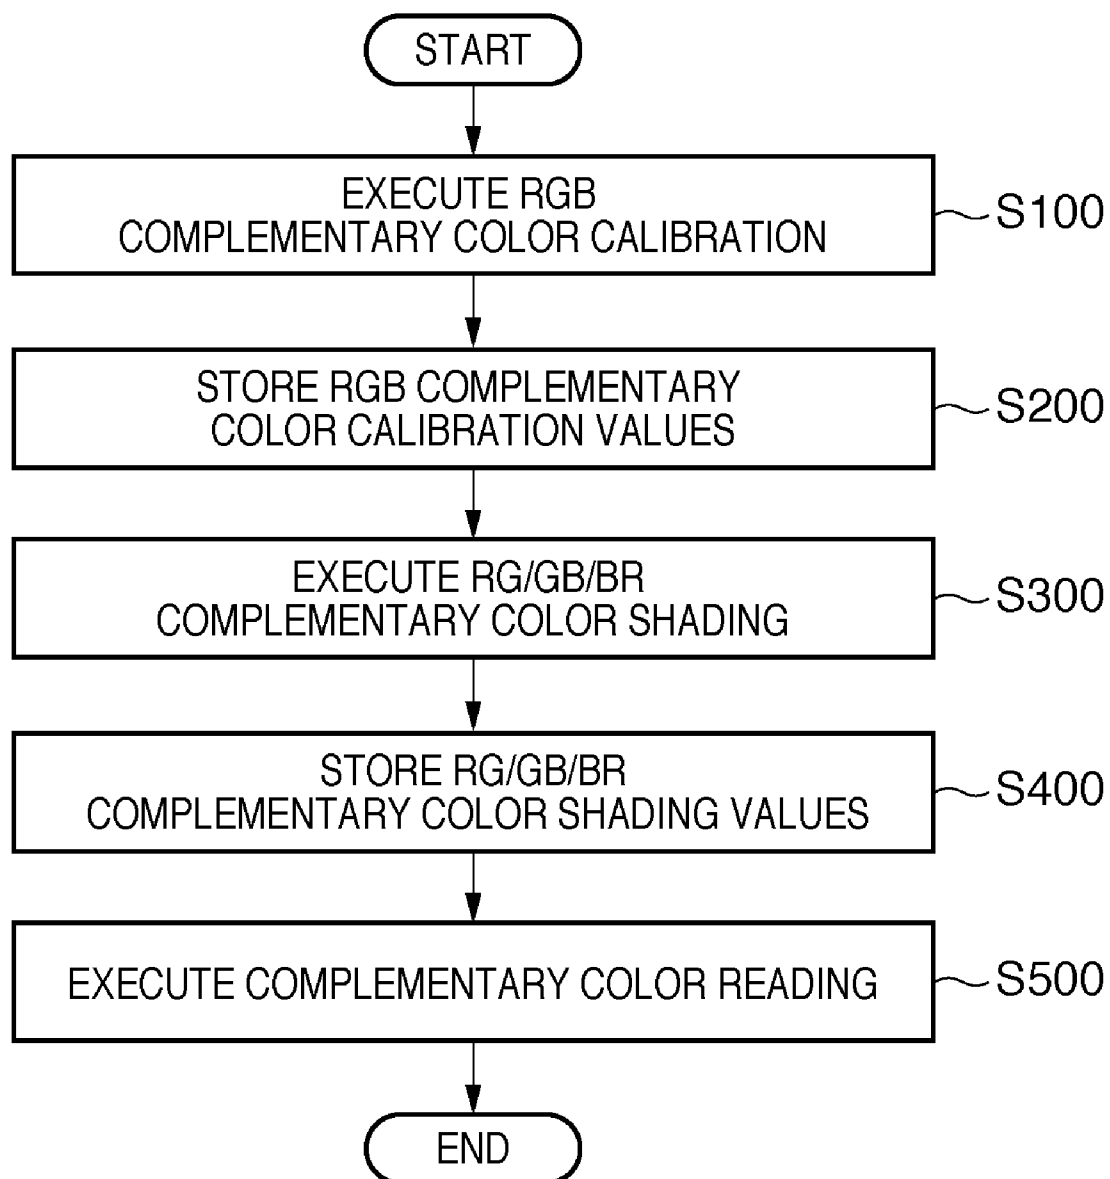 START
EXECUTE RGB
COMPLEMENTARY COLOR CALIBRATION
S100
STORE RGB COMPLEMENTARY
COLOR CALIBRATION VALUES
S200
EXECUTE RG/GB/BR
COMPLEMENTARY COLOR SHADING
S300
STORE RG/GB/BR
COMPLEMENTARY COLOR SHADING VALUES
S400
EXECUTE COMPLEMENTARY COLOR READING
S500
END